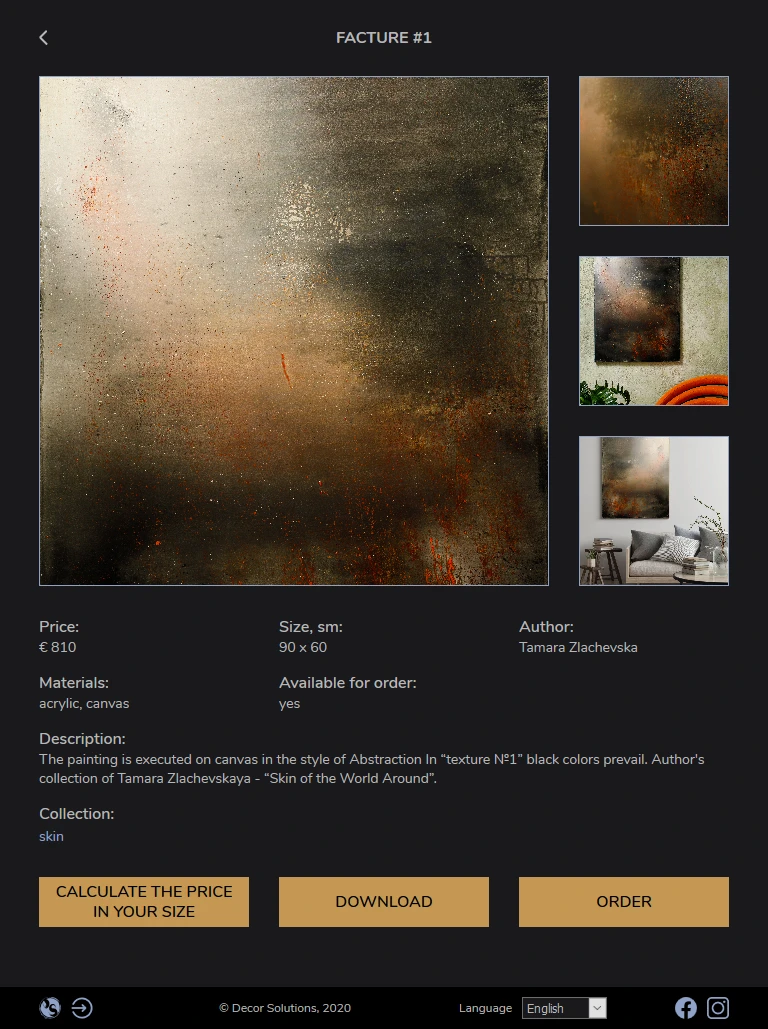 FACTURE #1
Price:
€ 810
Size, sm:
90 x 60
Author:
Tamara Zlachevska
Materials:
acrylic, canvas
Available for order:
yes
Description:
The painting is executed on canvas in the style of Abstraction In “texture №1” black colors prevail. Author's
collection of Tamara Zlachevskaya - “Skin of the World Around”.
Collection:
skin
CALCULATE THE PRICE
IN YOUR SIZE
DOWNLOAD
ORDER
© Decor Solutions, 2020
Language
English